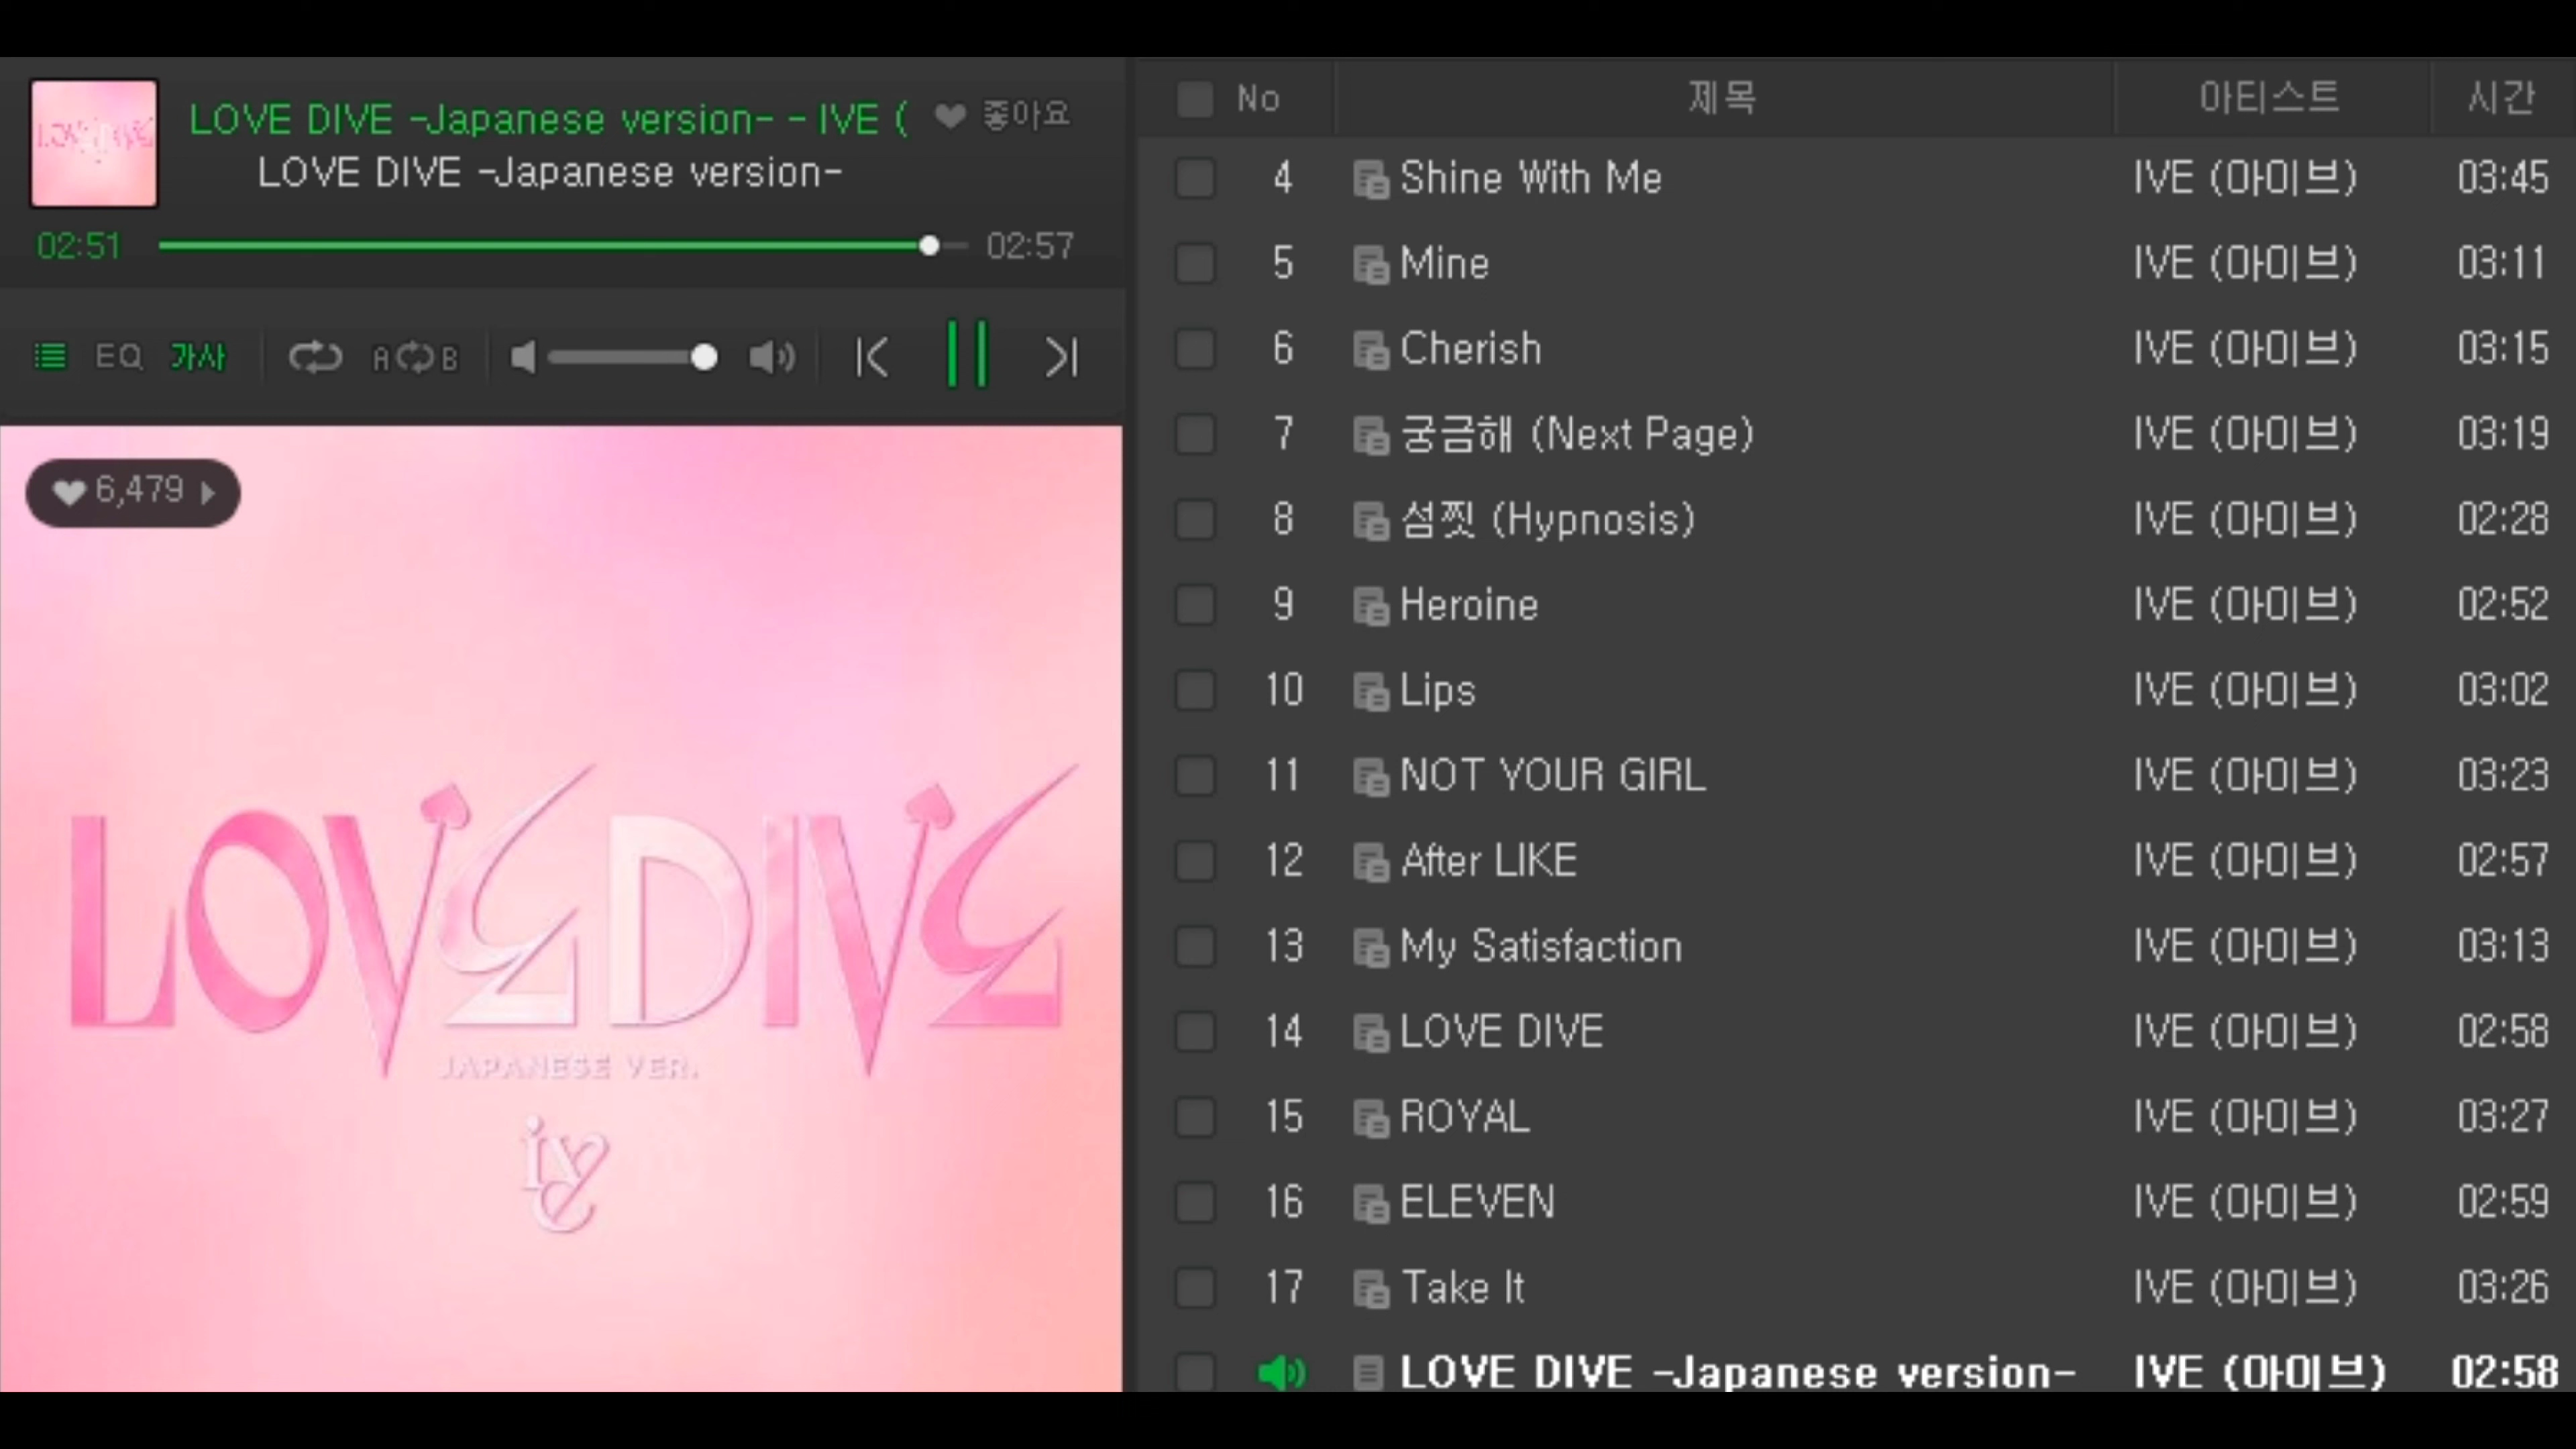 LOVE DIVE -Japanese version- - IVE (
좋아요
LOVE DIVE -Japanese version-
02:51
02:57
EQ 가사 A B
6,479
LOVE DIVE
JAPANESE VER.
ive
No 제목 아티스트 시간
4 Shine With Me IVE (아이브) 03:45
5 Mine IVE (아이브) 03:11
6 Cherish IVE (아이브) 03:15
7 궁금해 (Next Page) IVE (아이브) 03:19
8 섬찟 (Hypnosis) IVE (아이브) 02:28
9 Heroine IVE (아이브) 02:52
10 Lips IVE (아이브) 03:02
11 NOT YOUR GIRL IVE (아이브) 03:23
12 After LIKE IVE (아이브) 02:57
13 My Satisfaction IVE (아이브) 03:13
14 LOVE DIVE IVE (아이브) 02:58
15 ROYAL IVE (아이브) 03:27
16 ELEVEN IVE (아이브) 02:59
17 Take It IVE (아이브) 03:26
LOVE DIVE -Japanese version- IVE (아이브) 02:58